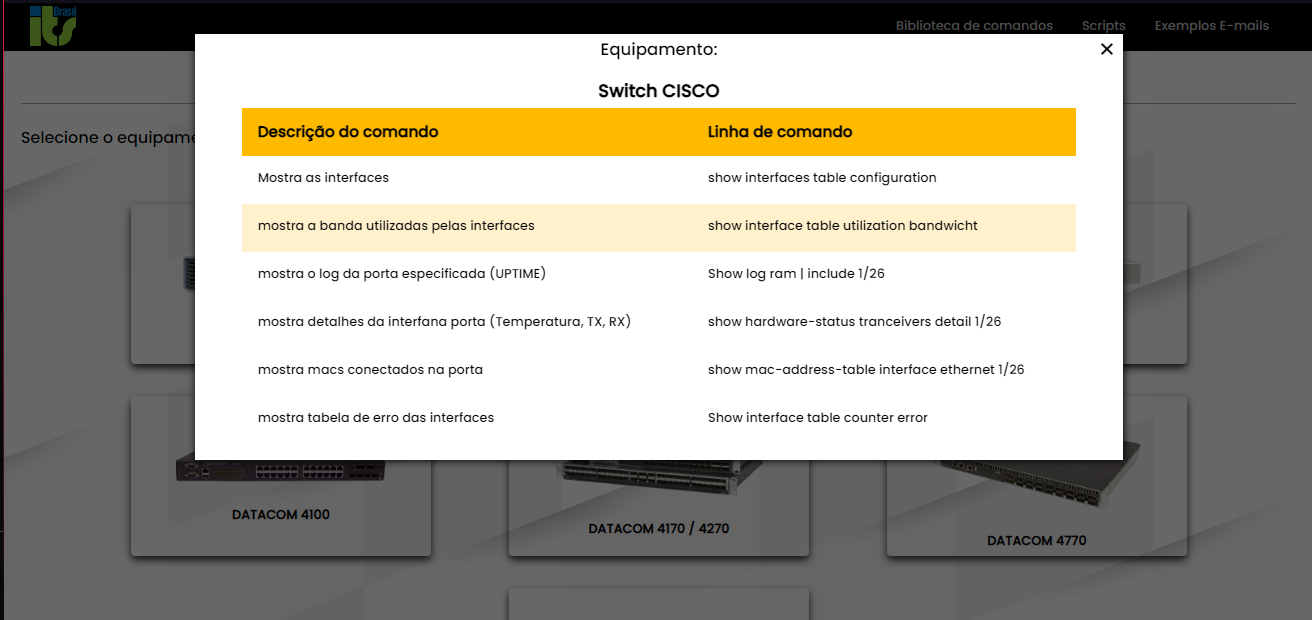 its Brasil
Biblioteca de comandos Scripts Exemplos E-mails
Equipamento:
Switch CISCO
Selecione o equipame
Descrição do comando Linha de comando
Mostra as interfaces show interfaces table configuration
mostra a banda utilizadas pelas interfaces show interface table utilization bandwicht
mostra o log da porta especificada (UPTIME) Show log ram | include 1/26
mostra detalhes da interfana porta (Temperatura, TX, RX) show hardware-status tranceivers detail 1/26
mostra macs conectados na porta show mac-address-table interface ethernet 1/26
mostra tabela de erro das interfaces Show interface table counter error
DATACOM 4100
DATACOM 4170 / 4270
DATACOM 4770